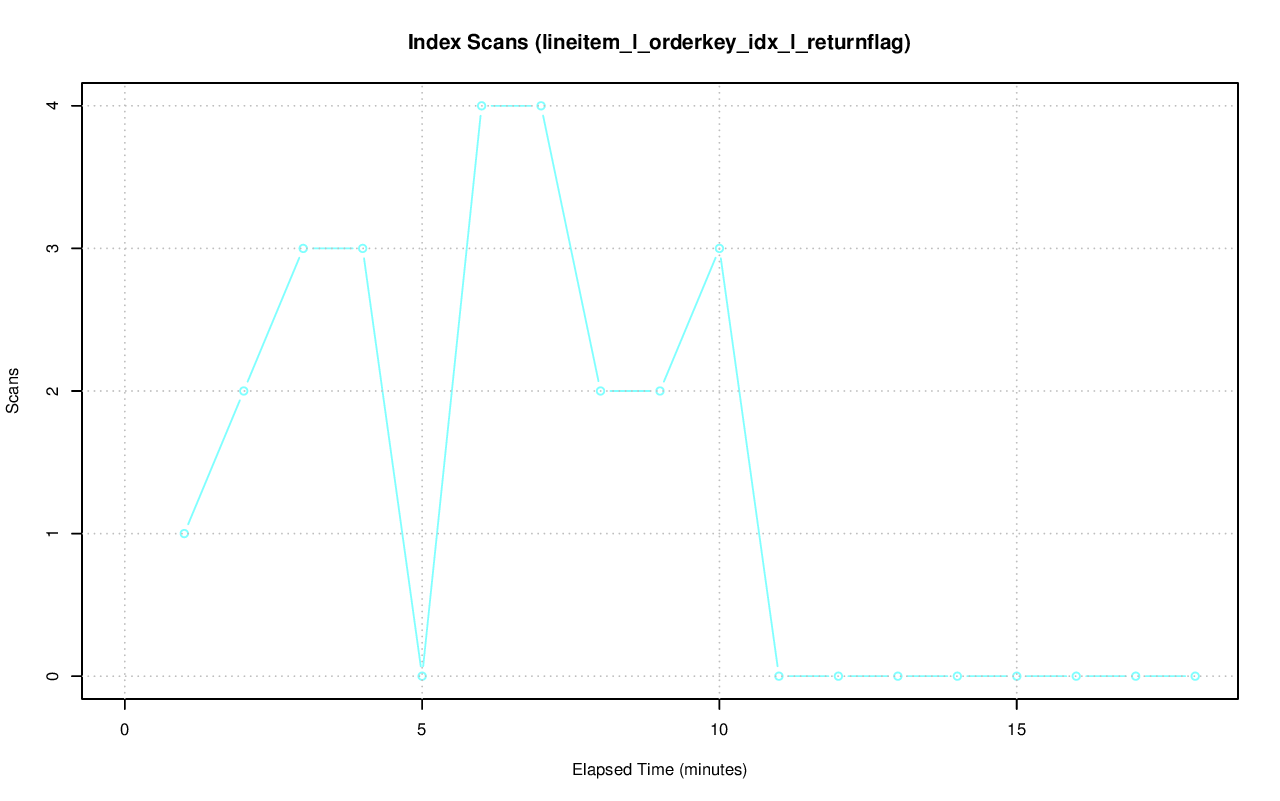 Index Scans (lineitem_l_orderkey_idx_l_returnflag)
4
3
2
1
0
Scans
0 5 10 15
Elapsed Time (minutes)